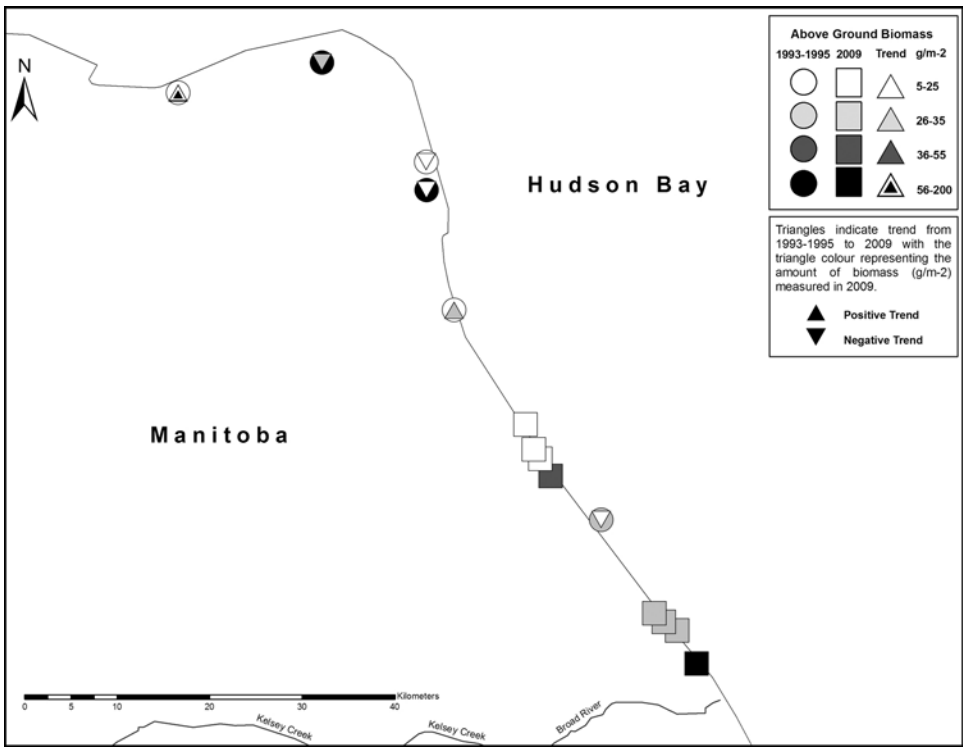 Above Ground Biomass
1993-1995 2009 Trend g/m-2
5-25
26-35
36-55
56-200
Triangles indicate trend from
1993-1995 to 2009 with the
triangle colour representing the
amount of biomass (g/m-2)
measured in 2009.
Positive Trend
Negative Trend
N
Hudson Bay
Manitoba
Kilometers
0 5 10 20 30 40
Kelsey Creek
Kelsey Creek
Broad River